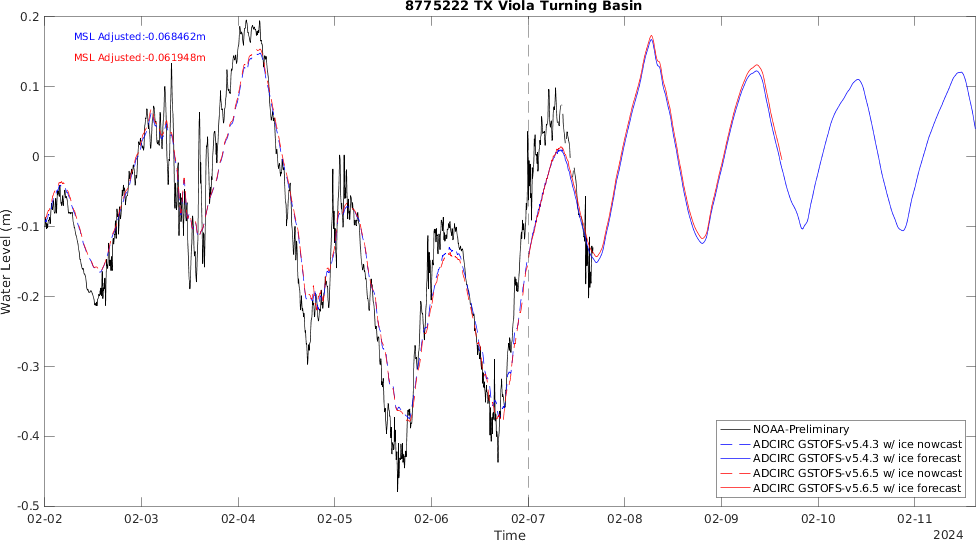 8775222 TX Viola Turning Basin
MSL Adjusted:-0.068462m
MSL Adjusted:-0.061948m
Water Level (m)
0.2
0.1
0
-0.1
-0.2
-0.3
-0.4
-0.5
NOAA-Preliminary
ADCIRC GSTOFS-v5.4.3 w/ ice nowcast
ADCIRC GSTOFS-v5.4.3 w/ ice forecast
ADCIRC GSTOFS-v5.6.5 w/ ice nowcast
ADCIRC GSTOFS-v5.6.5 w/ ice forecast
02-02 02-03 02-04 02-05 02-06 02-07 02-08 02-09 02-10 02-11
Time
2024